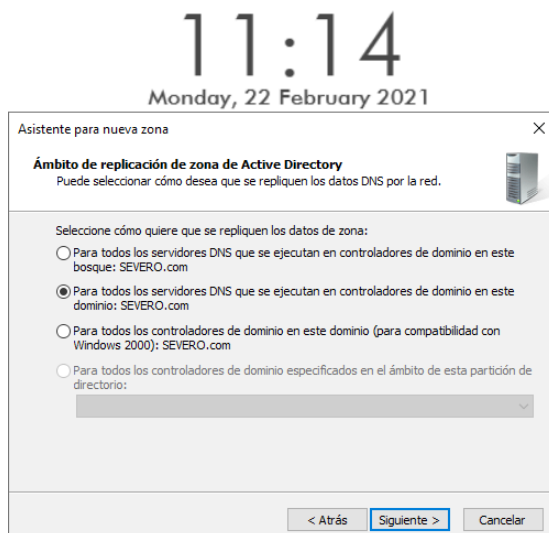 11:14
Monday, 22 February 2021
Asistente para nueva zona
Ámbito de replicación de zona de Active Directory
Puede seleccionar cómo desea que se repliquen los datos DNS por la red.
Seleccione cómo quiere que se repliquen los datos de zona:
Para todos los servidores DNS que se ejecutan en controladores de dominio en este
bosque: SEVERO.com
Para todos los servidores DNS que se ejecutan en controladores de dominio en este
dominio: SEVERO.com
Para todos los controladores de dominio en este dominio (para compatibilidad con
Windows 2000): SEVERO.com
Para todos los controladores de dominio especificados en el ámbito de esta partición de
directorio:
< Atrás Siguiente > Cancelar